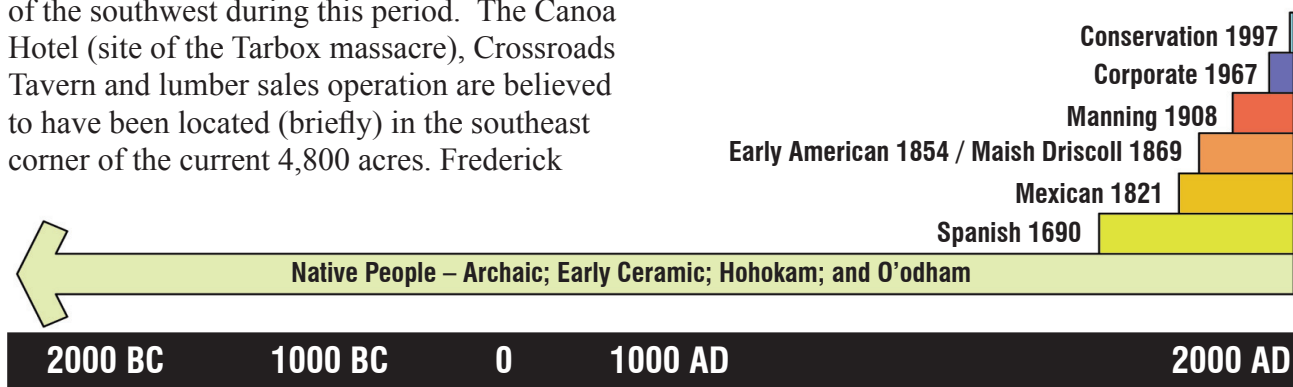 of the southwest during this period. The Canoa
Hotel (site of the Tarbox massacre), Crossroads
Tavern and lumber sales operation are believed
to have been located (briefly) in the southeast
corner of the current 4,800 acres. Frederick
Conservation 1997
Corporate 1967
Manning 1908
Early American 1854 / Maish Driscoll 1869
Mexican 1821
Spanish 1690
Native People – Archaic; Early Ceramic; Hohokam; and O’odham
2000 BC 1000 BC 0 1000 AD 2000 AD